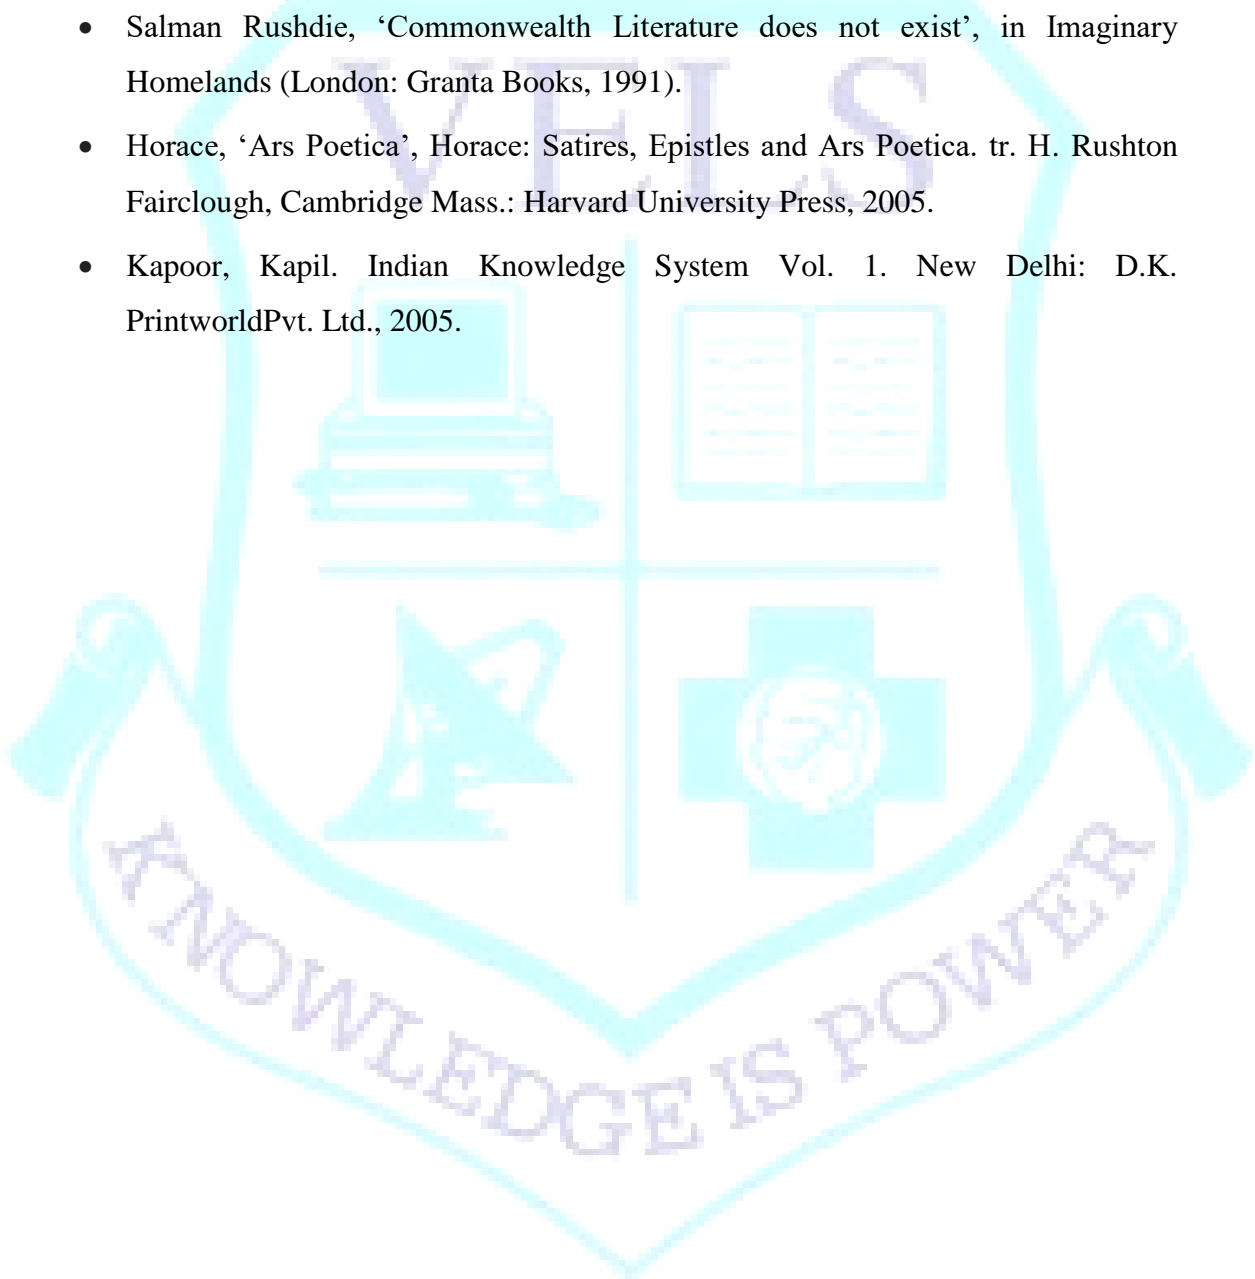 • Salman Rushdie, ‘Commonwealth Literature does not exist’, in Imaginary
Homelands (London: Granta Books, 1991).
VELS
• Horace, ‘Ars Poetica’, Horace: Satires, Epistles and Ars Poetica. tr. H. Rushton
Fairclough, Cambridge Mass.: Harvard University Press, 2005.
• Kapoor, Kapil. Indian Knowledge System Vol. 1. New Delhi: D.K.
PrintworldPvt. Ltd., 2005.
KNOWLEDGE IS POWER